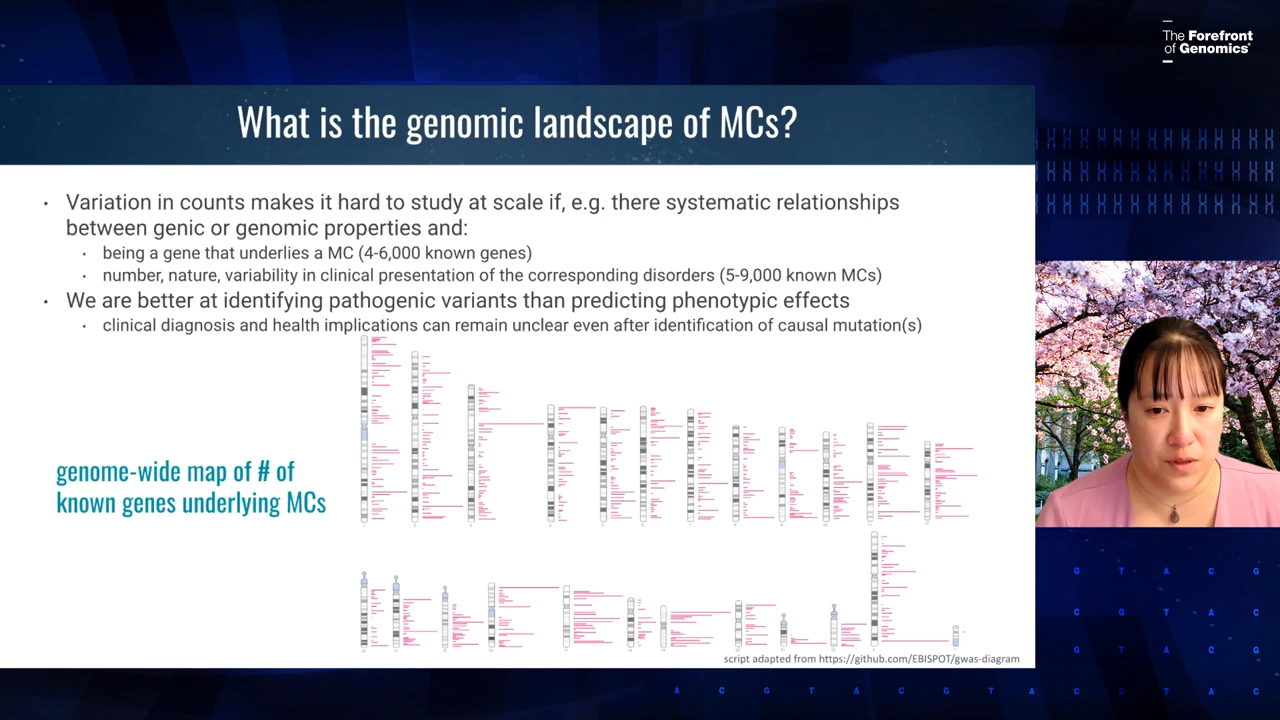 The Forefront
of Genomics®
What is the genomic landscape of MCs?
• Variation in counts makes it hard to study at scale if, e.g. there systematic relationships
between genic or genomic properties and:
• being a gene that underlies a MC (4-6,000 known genes)
• number, nature, variability in clinical presentation of the corresponding disorders (5-9,000 known MCs)
• We are better at identifying pathogenic variants than predicting phenotypic effects
• clinical diagnosis and health implications can remain unclear even after identification of causal mutation(s)
genome-wide map of # of
known genes underlying MCs
script adapted from https://github.com/EBISPOT/gwas-diagram
G T A C G
C G T A C
G T A C G
A C G T A C G T A C G T A C